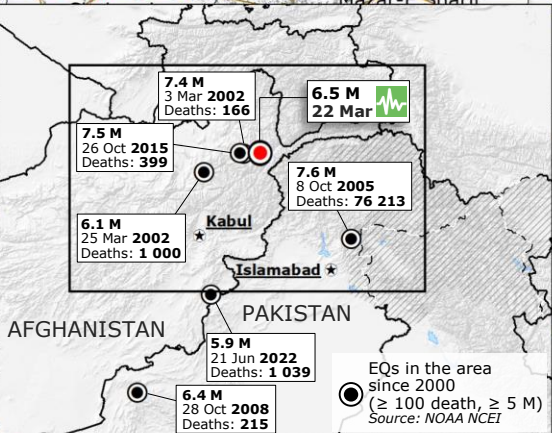 7.4 M
3 Mar 2002
Deaths: 166
6.5 M
22 Mar
7.5 M
26 Oct 2015
Deaths: 399
7.6 M
8 Oct 2005
Deaths: 76 213
6.1 M
25 Mar 2002
Deaths: 1 000
Kabul
Islamabad
PAKISTAN
AFGHANISTAN
5.9 M
21 Jun 2022
Deaths: 1 039
6.4 M
28 Oct 2008
Deaths: 215
EQs in the area
since 2000
(≥ 100 death, ≥ 5 M)
Source: NOAA NCEI